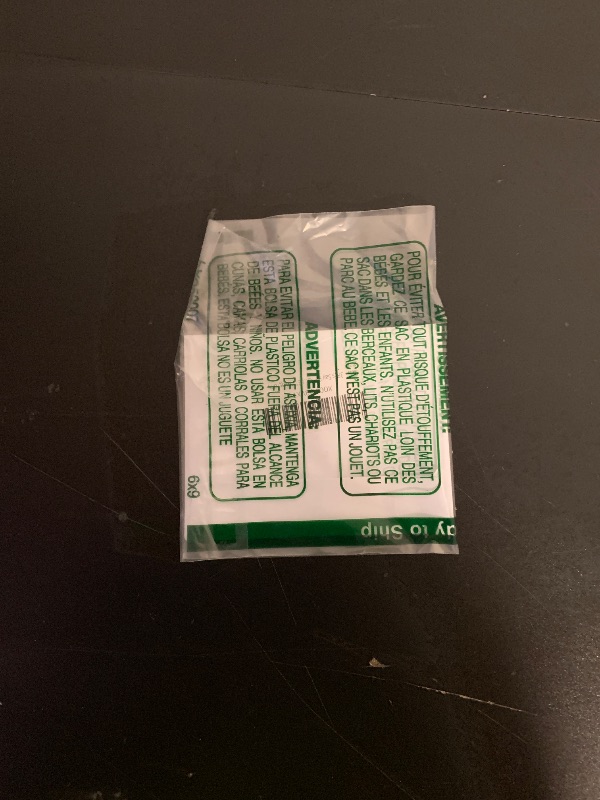 AVERTISSEMENT:
POUR ÉVITER TOUT RISQUE D'ÉTOUFFEMENT,
GARDEZ CE SAC EN PLASTIQUE LOIN DES
BÉBÉS ET LES ENFANTS. N'UTILISEZ PAS CE
SAC DANS LES BERCEAUX, LITS, CHARIOTS OU
PARC AU BEBE. CE SAC N'EST PAS UN JOUET.
ADVERTENCIA:
PARA EVITAR EL PELIGRO DE MANTENGA
ESTA BOLSA DE PLASTICO FUERA DEL ALCANCE
DE BEBES Y NIÑOS. NO USAR ESTA BOLSA EN
CUNAS, CAMAS, CARRIOLAS O CORRALES PARA
BEBES. ESTA BOLSA NO ES UN JUGUETE
6x9
dy to Ship